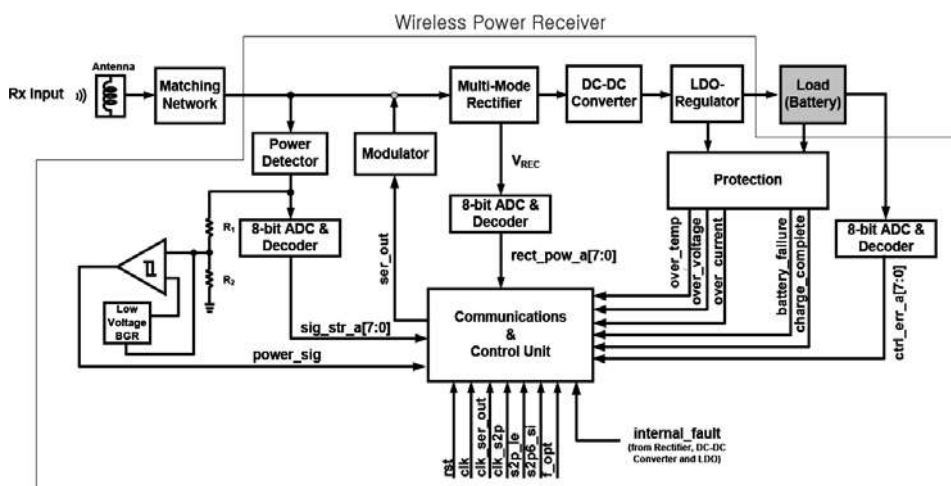 Wireless Power Receiver
Antenna
Rx Input
Matching
Network
Multi-Mode
Rectifier
DC-DC
Converter
LDO-
Regulator
Load
(Battery)
Power
Detector
Modulator
VREC
Protection
R1
8-bit ADC &
Decoder
8-bit ADC &
Decoder
8-bit ADC &
Decoder
R2
ser_out
rect_pow_a[7:0]
over_temp
over_voltage
over_current
battery_failure
charge_complete
ctrl_err_a[7:0]
Low
Voltage
BGR
sig_str_a[7:0]
power_sig
Communications
&
Control Unit
rst
clk
clk_ser_out
clk_s2p
s2p_le
s2p6_si
internal_fault
(from Rectifier, DC-DC
Converter and LDO)